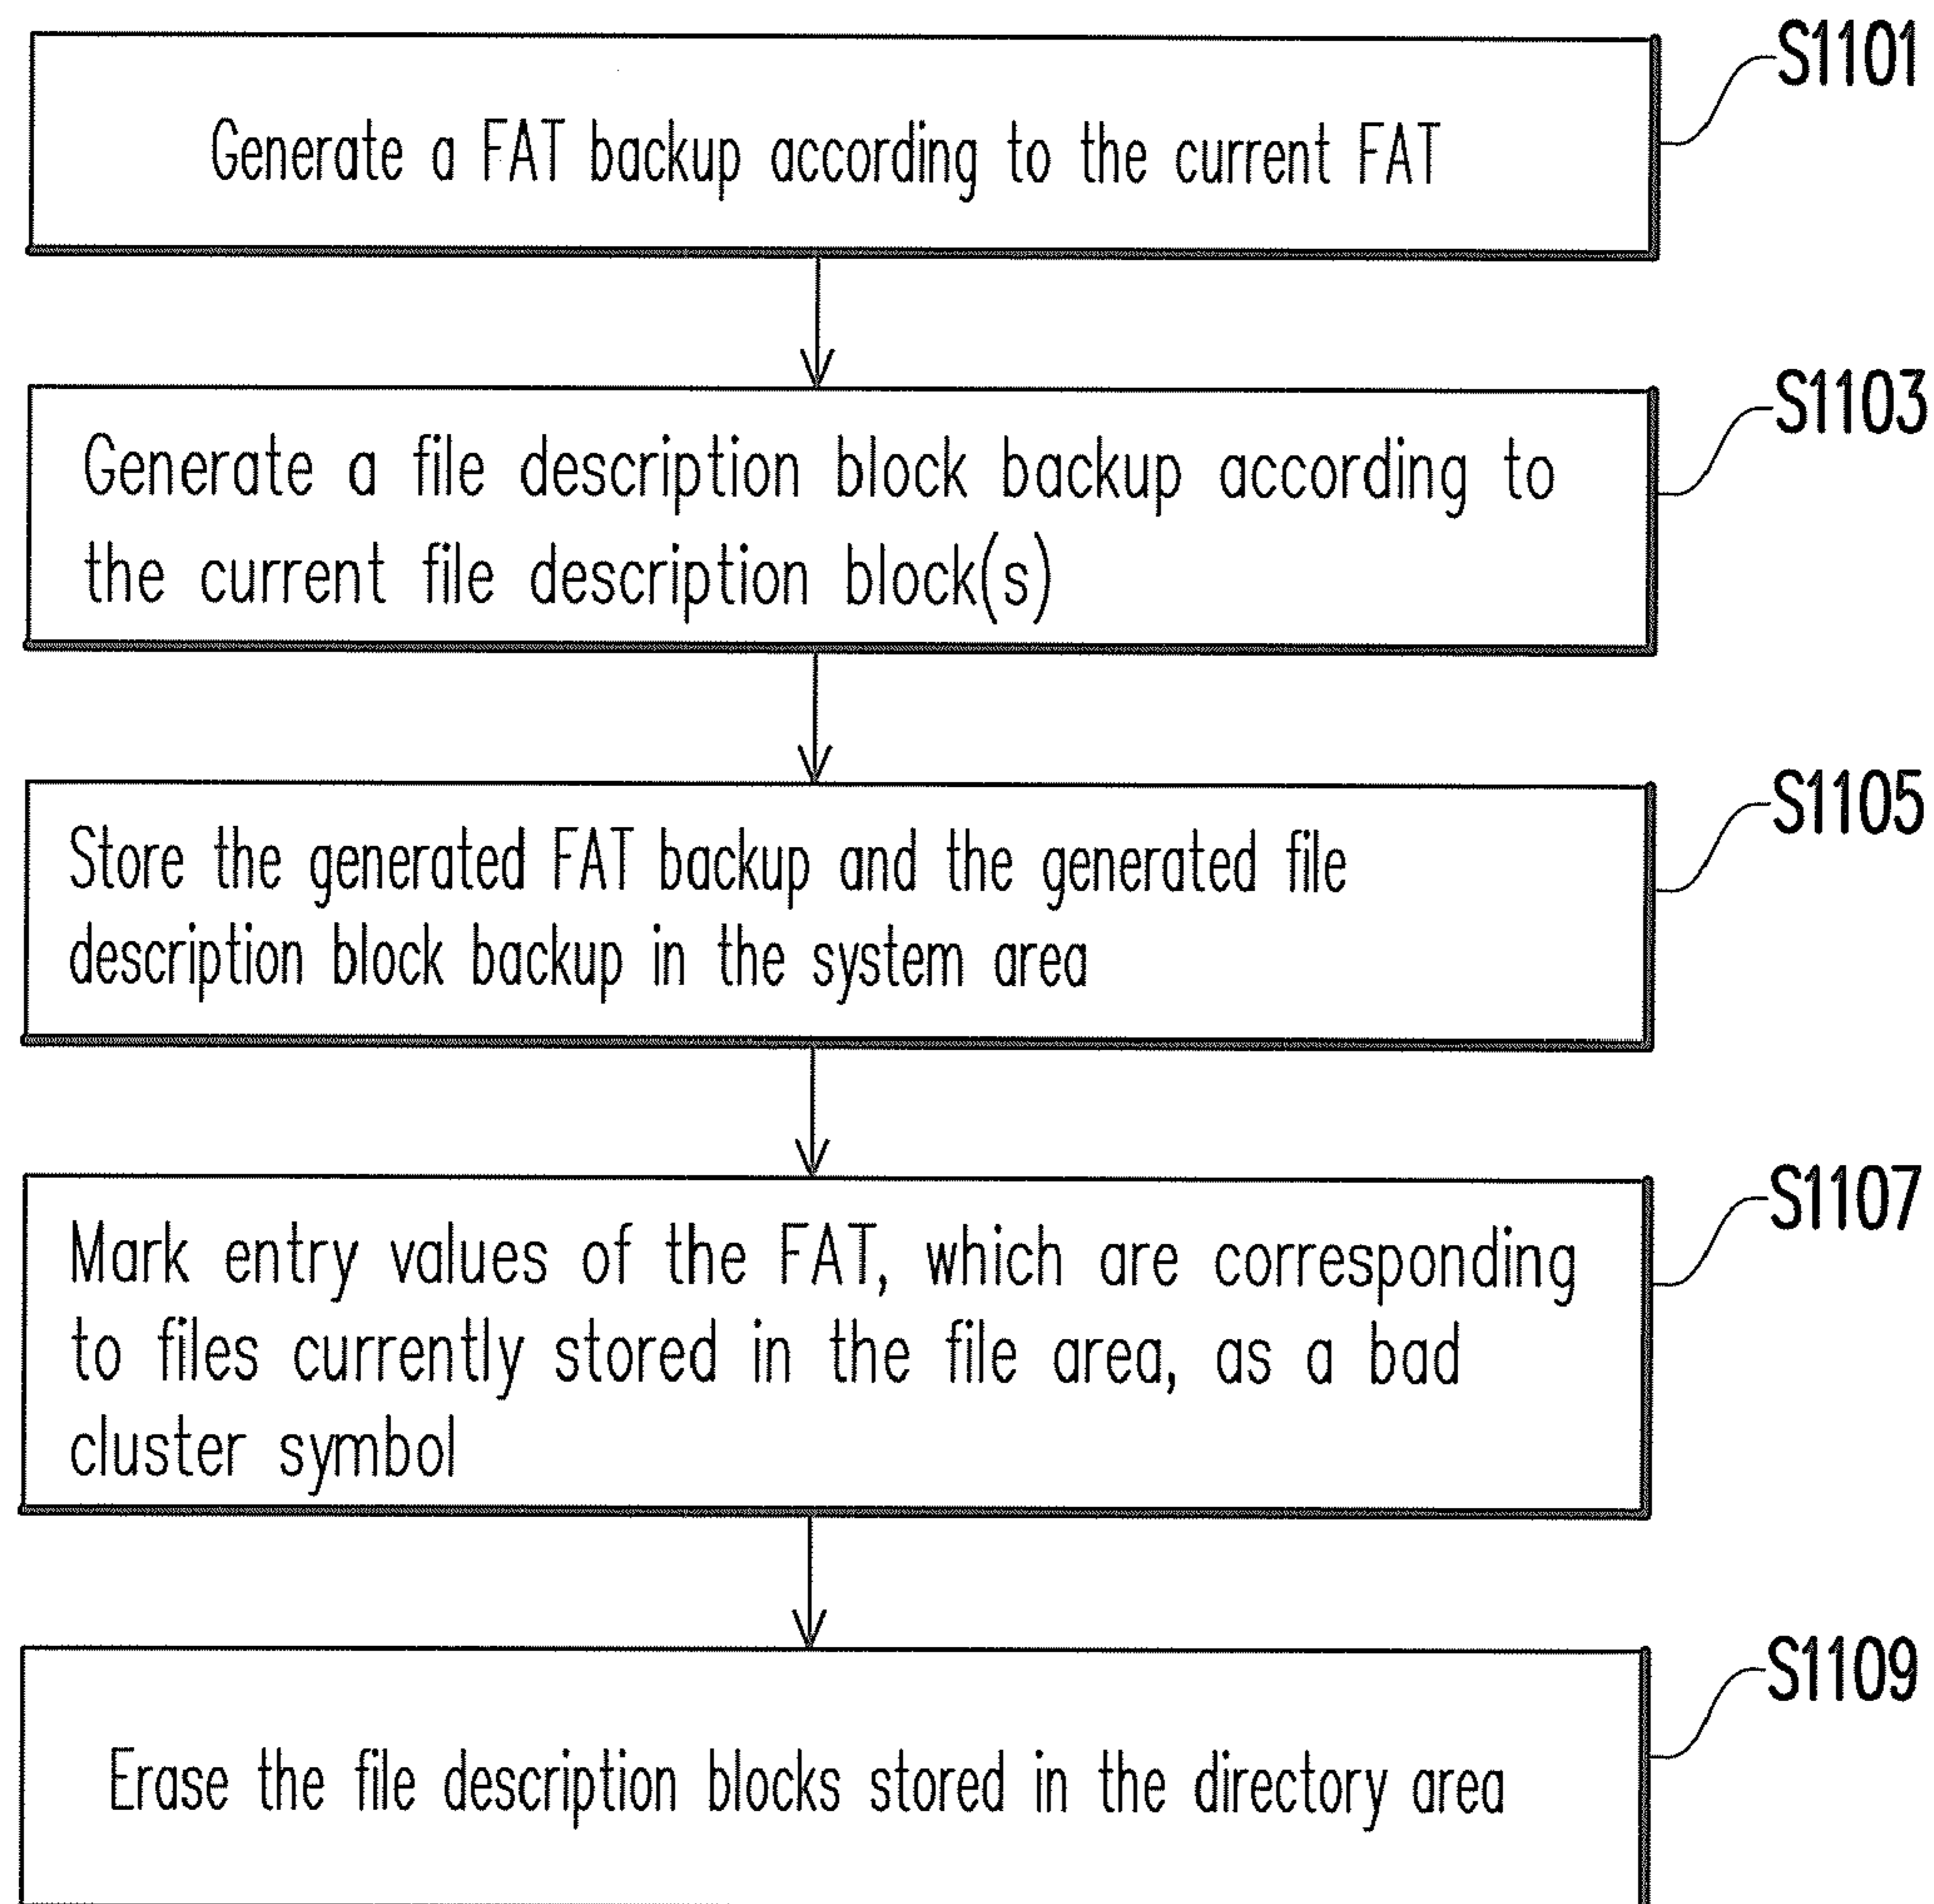 S1101
Generate a FAT backup according to the current FAT
S1103
Generate a file description block backup according to
the current file description block(s)
S1105
Store the generated FAT backup and the generated file
description block backup in the system area
S1107
Mark entry values of the FAT, which are corresponding
to files currently stored in the file area, as a bad
cluster symbol
S1109
Erase the file description blocks stored in the directory area